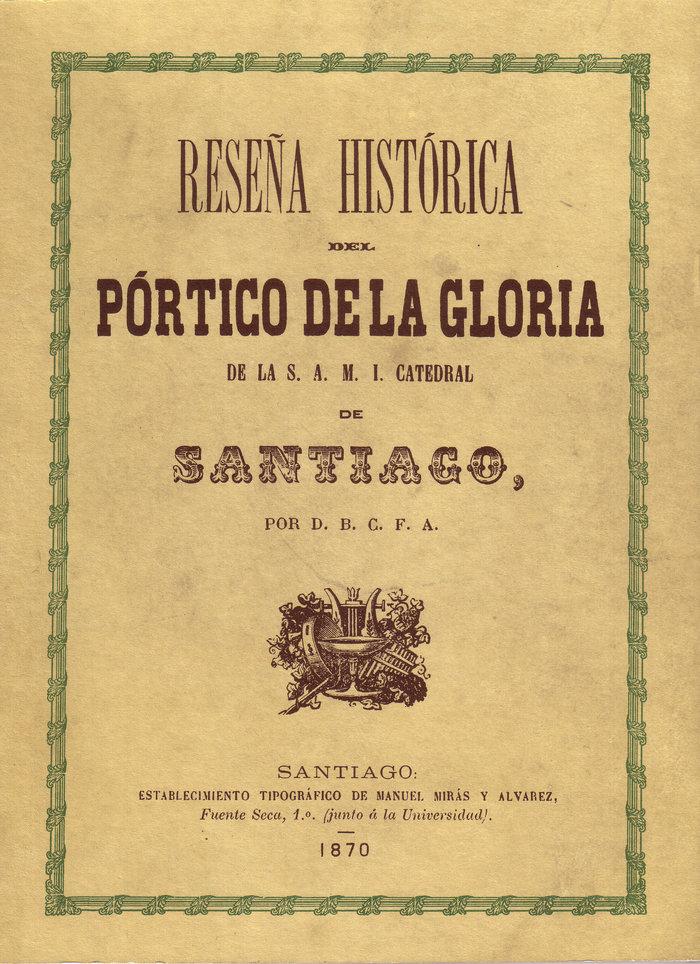 RESEÑA HISTÓRICA
DEL
PÓRTICO DE LA GLORIA
DE LA S. A. M. I. CATEDRAL
DE
SANTIAGO,
POR D. B. C. F. A.
SANTIAGO:
ESTABLECIMIENTO TIPOGRÁFICO DE MANUEL MIRÁS Y ALVAREZ,
Fuente Seca, 1.º (junto á la Universidad).
1870